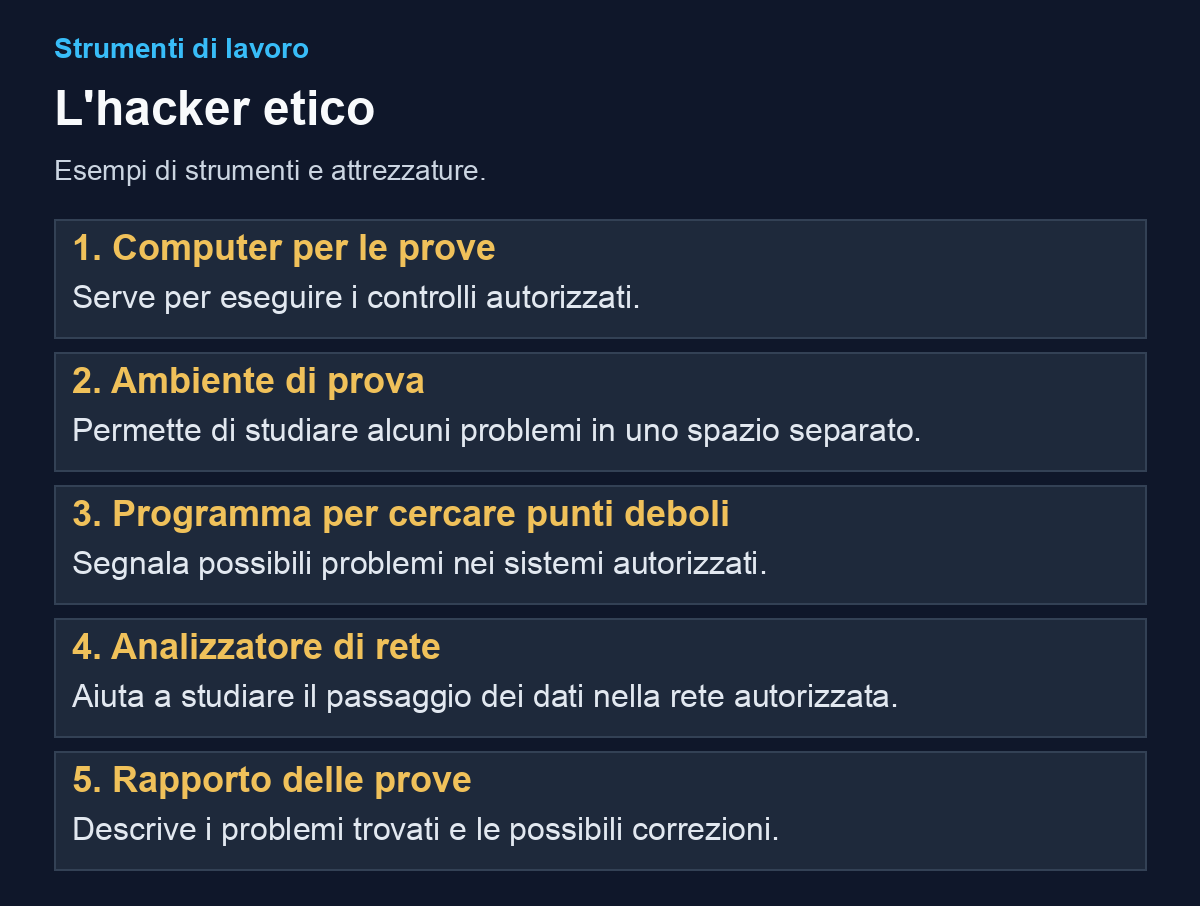 Strumenti di lavoro
L'hacker etico
Esempi di strumenti e attrezzature.
1. Computer per le prove
Serve per eseguire i controlli autorizzati.
2. Ambiente di prova
Permette di studiare alcuni problemi in uno spazio separato.
3. Programma per cercare punti deboli
Segnala possibili problemi nei sistemi autorizzati.
4. Analizzatore di rete
Aiuta a studiare il passaggio dei dati nella rete autorizzata.
5. Rapporto delle prove
Descrive i problemi trovati e le possibili correzioni.